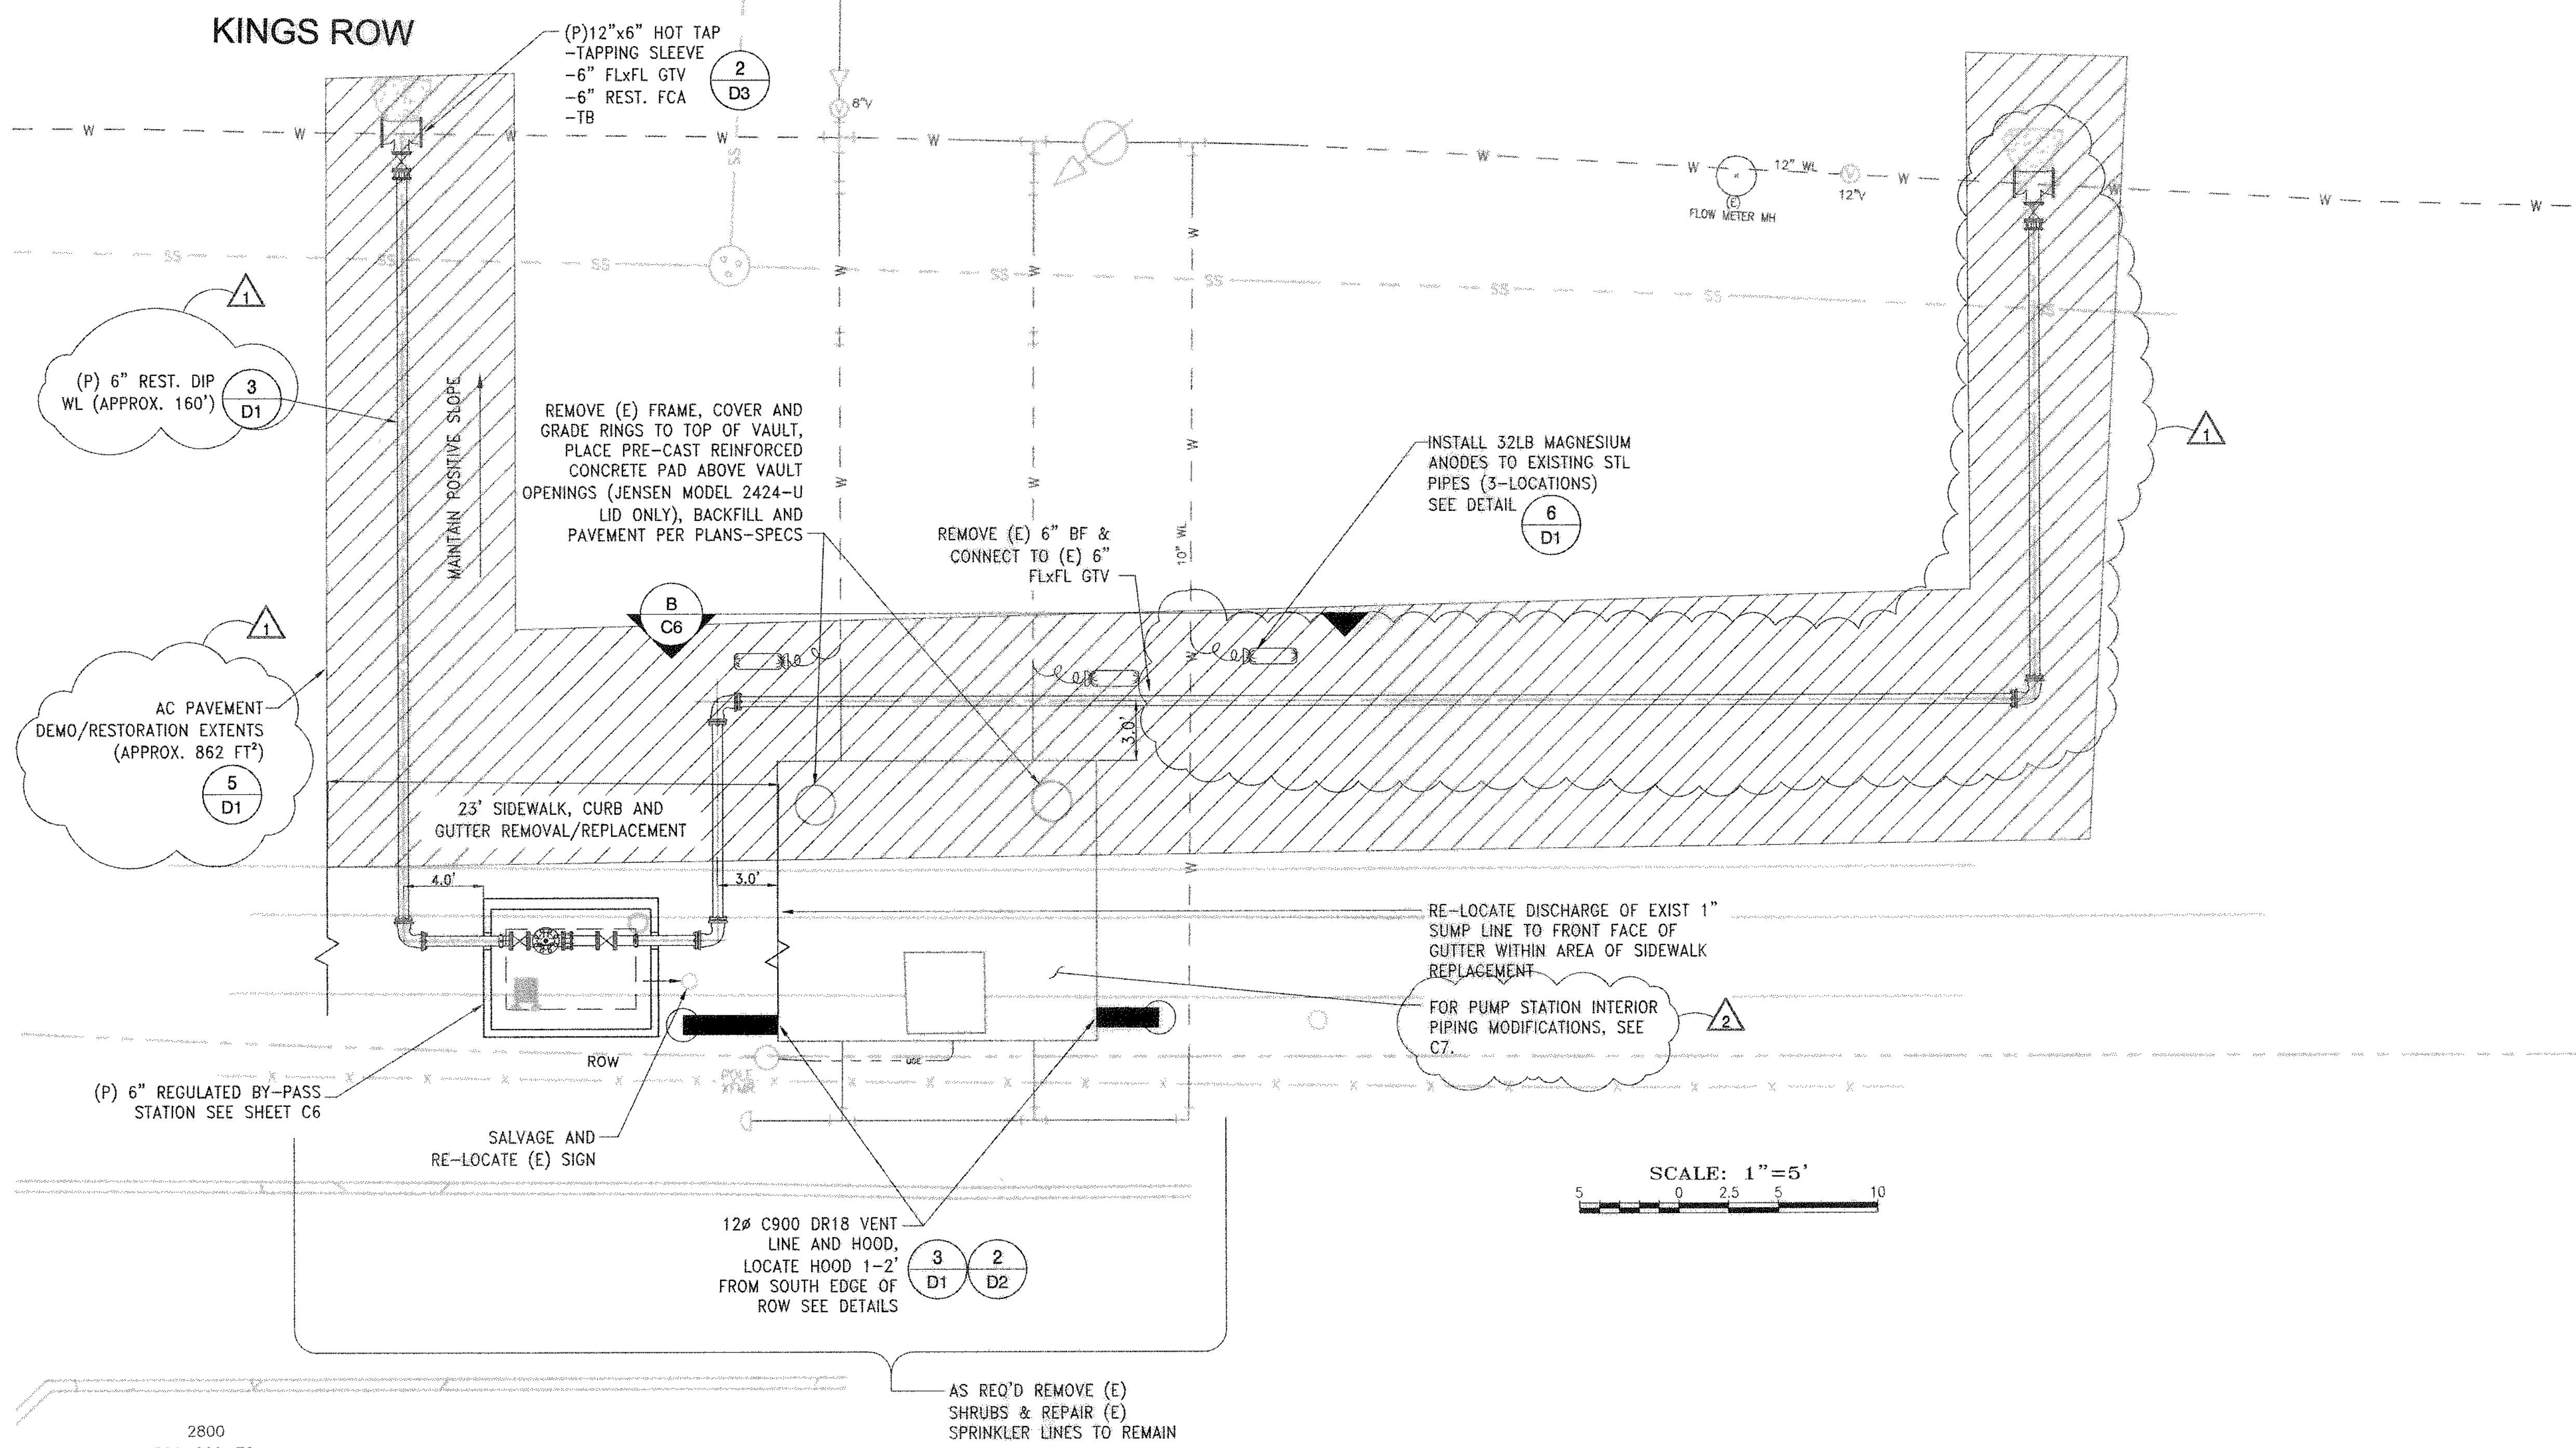 KINGS ROW
(P)12"x6" HOT TAP
-TAPPING SLEEVE
-6" FLxFL GTV
-6" REST. FCA
-TB
2
D3
6"V
W W W W W W W W W W
SS
12" WL
12"V
(E)
FLOW METER MH
SS SS SS SS SS SS SS SS
1
(P) 6" REST. DIP
WL (APPROX. 160')
3
D1
MAINTAIN POSITIVE SLOPE
REMOVE (E) FRAME, COVER AND
GRADE RINGS TO TOP OF VAULT,
PLACE PRE-CAST REINFORCED
CONCRETE PAD ABOVE VAULT
OPENINGS (JENSEN MODEL 2424-U
LID ONLY), BACKFILL AND
PAVEMENT PER PLANS-SPECS
W W W
W W W
10" WL
REMOVE (E) 6" BF &
CONNECT TO (E) 6"
FLxFL GTV
INSTALL 32LB MAGNESIUM
ANODES TO EXISTING STL
PIPES (3-LOCATIONS)
SEE DETAIL
6
D1
1
B
C6
1
AC PAVEMENT
DEMO/RESTORATION EXTENTS
(APPROX. 862 FT²)
5
D1
3.0'
W
23' SIDEWALK, CURB AND
GUTTER REMOVAL/REPLACEMENT
4.0'
3.0'
W
RE-LOCATE DISCHARGE OF EXIST 1"
SUMP LINE TO FRONT FACE OF
GUTTER WITHIN AREA OF SIDEWALK
REPLACEMENT
FOR PUMP STATION INTERIOR
PIPING MODIFICATIONS, SEE
C7.
2
ROW
UGE
X X X X X X X X X X X X X X X X X X
(P) 6" REGULATED BY-PASS
STATION SEE SHEET C6
SALVAGE AND
RE-LOCATE (E) SIGN
12ø C900 DR18 VENT
LINE AND HOOD,
LOCATE HOOD 1-2'
FROM SOUTH EDGE OF
ROW SEE DETAILS
3
D1
2
D2
SCALE: 1"=5'
5 0 2.5 5 10
AS REQ'D REMOVE (E)
SHRUBS & REPAIR (E)
SPRINKLER LINES TO REMAIN
2800